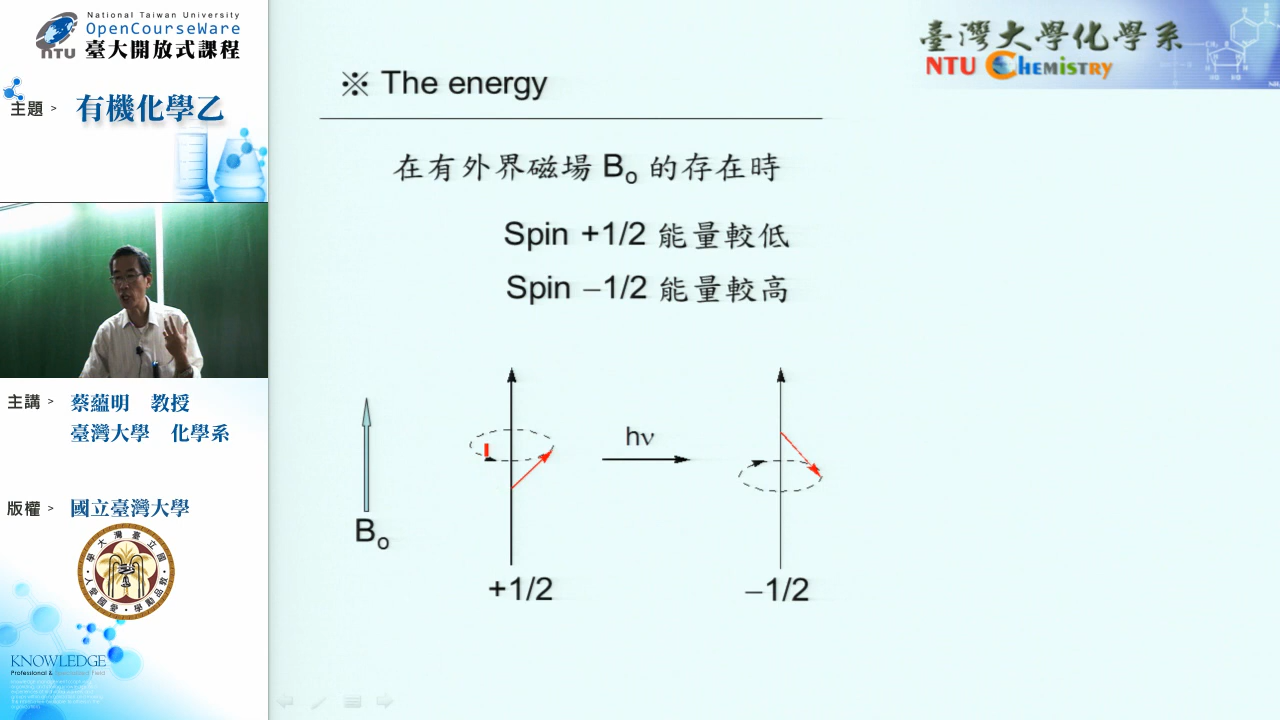 National Taiwan University
OpenCourseWare
NTU 臺大開放式課程
主題 > 有機化學乙
主講 > 蔡蘊明 教授
臺灣大學 化學系
版權 > 國立臺灣大學
KNOWLEDGE
臺灣大學化學系
NTU Chemistry
※ The energy
在有外界磁場 Bo 的存在時
Spin +1/2 能量較低
Spin −1/2 能量較高
hν
Bo
+1/2
−1/2